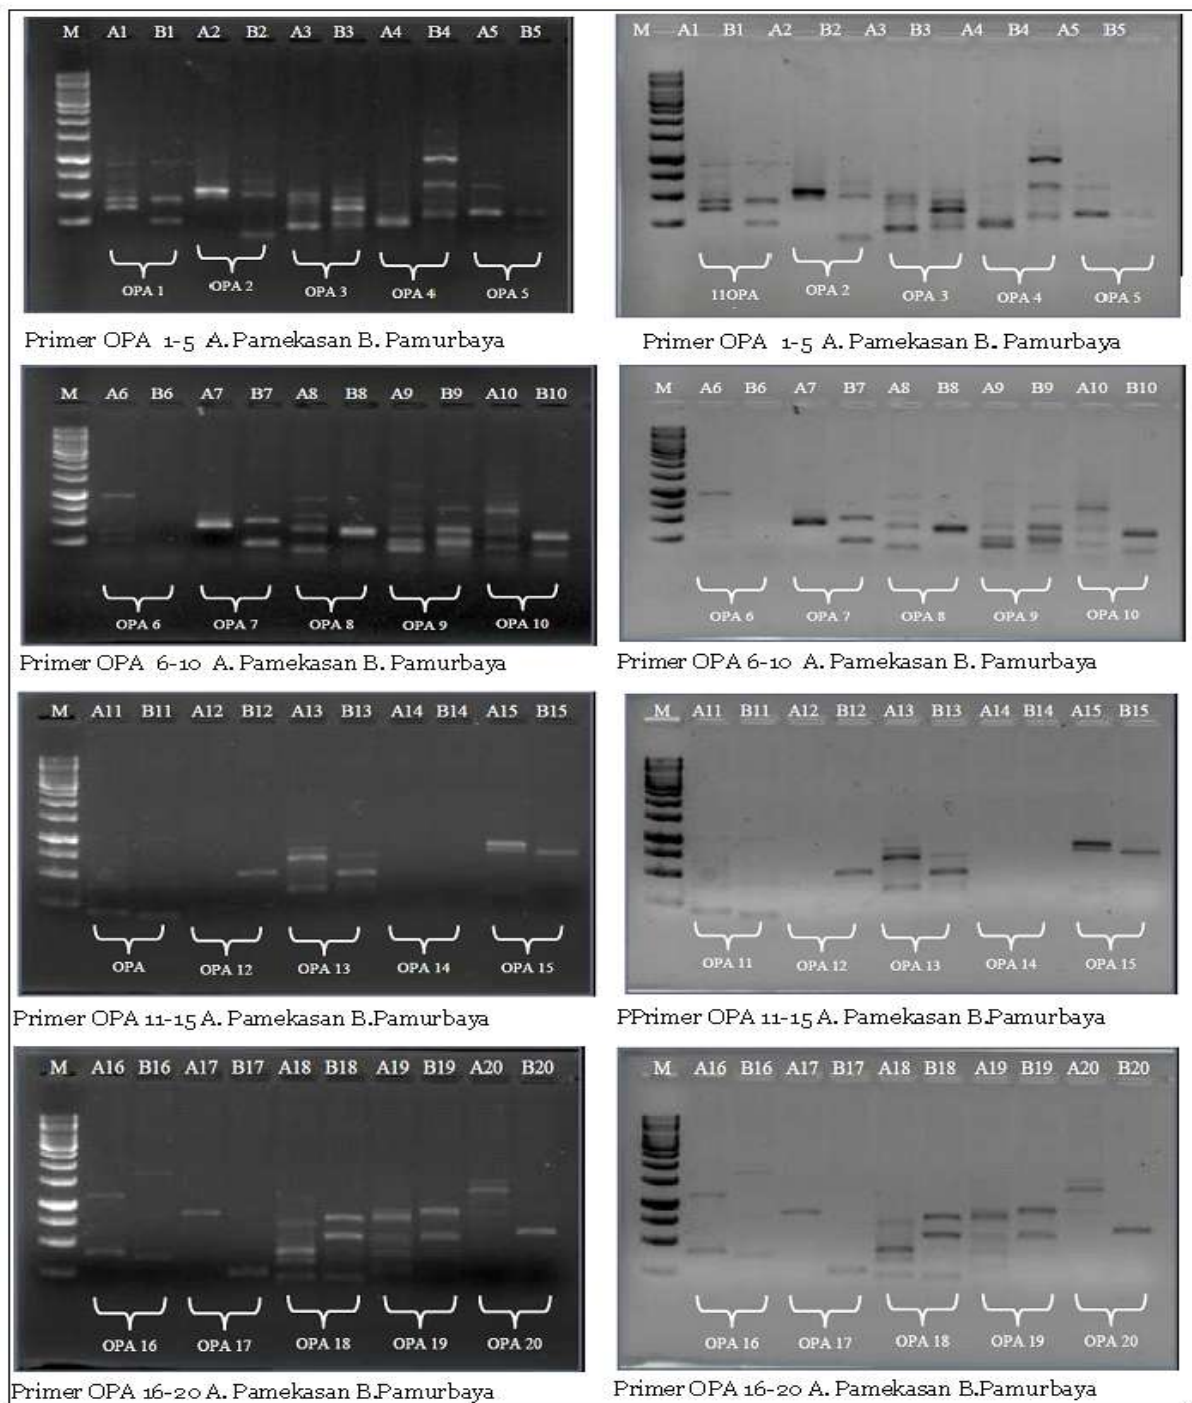 M A1 B1 A2 B2 A3 B3 A4 B4 A5 B5
OPA 1 OPA 2 OPA 3 OPA 4 OPA 5
Primer OPA 1-5 A. Pamekasan B. Pamurbaya
M A1 B1 A2 B2 A3 B3 A4 B4 A5 B5
11OPA OPA 2 OPA 3 OPA 4 OPA 5
Primer OPA 1-5 A. Pamekasan B. Pamurbaya
M A6 B6 A7 B7 A8 B8 A9 B9 A10 B10
OPA 6 OPA 7 OPA 8 OPA 9 OPA 10
Primer OPA 6-10 A. Pamekasan B. Pamurbaya
M A6 B6 A7 B7 A8 B8 A9 B9 A10 B10
OPA 6 OPA 7 OPA 8 OPA 9 OPA 10
Primer OPA 6-10 A. Pamekasan B. Pamurbaya
M A11 B11 A12 B12 A13 B13 A14 B14 A15 B15
OPA OPA 12 OPA 13 OPA 14 OPA 15
Primer OPA 11-15 A. Pamekasan B.Pamurbaya
M A11 B11 A12 B12 A13 B13 A14 B14 A15 B15
OPA 11 OPA 12 OPA 13 OPA 14 OPA 15
PPrimer OPA 11-15 A. Pamekasan B.Pamurbaya
M A16 B16 A17 B17 A18 B18 A19 B19 A20 B20
OPA 16 OPA 17 OPA 18 OPA 19 OPA 20
Primer OPA 16-20 A. Pamekasan B.Pamurbaya
M A16 B16 A17 B17 A18 B18 A19 B19 A20 B20
OPA 16 OPA 17 OPA 18 OPA 19 OPA 20
Primer OPA 16-20 A. Pamekasan B.Pamurbaya